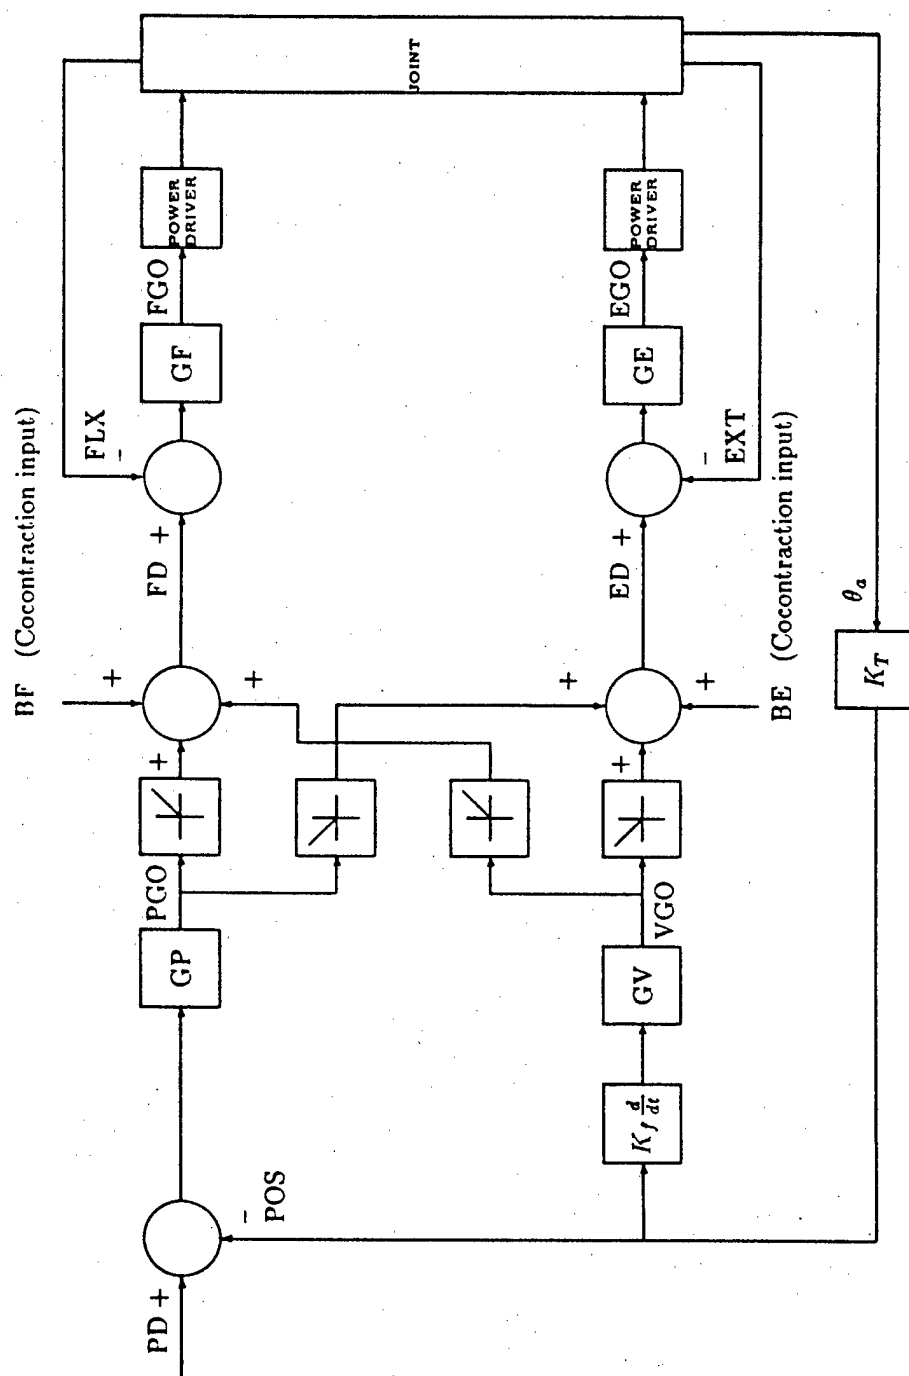 BF (Cocontraction input)
FLX
-
PD +
PGO
+
+
+
FD +
FGO
POWER
DRIVER
JOINT
GP
GF
- POS
+
VGO
+
+
ED +
EGO
POWER
DRIVER
K_f d/dt
GV
GE
-
EXT
BE (Cocontraction input)
θ_a
K_T